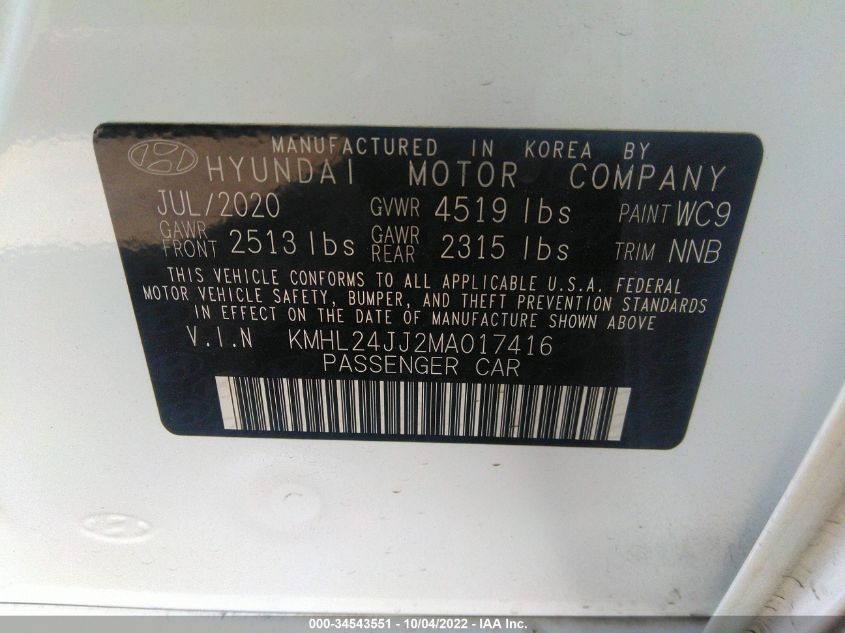 MANUFACTURED IN KOREA BY
HYUNDAI MOTOR COMPANY
JUL/2020 GVWR 4519 lbs PAINT WC9
GAWR FRONT 2513 lbs GAWR REAR 2315 lbs TRIM NNB
THIS VEHICLE CONFORMS TO ALL APPLICABLE U.S.A. FEDERAL
MOTOR VEHICLE SAFETY, BUMPER, AND THEFT PREVENTION STANDARDS
IN EFFECT ON THE DATE OF MANUFACTURE SHOWN ABOVE
V.I.N KMHL24JJ2MA017416
PASSENGER CAR
000-34543551 - 10/04/2022 - IAA Inc.